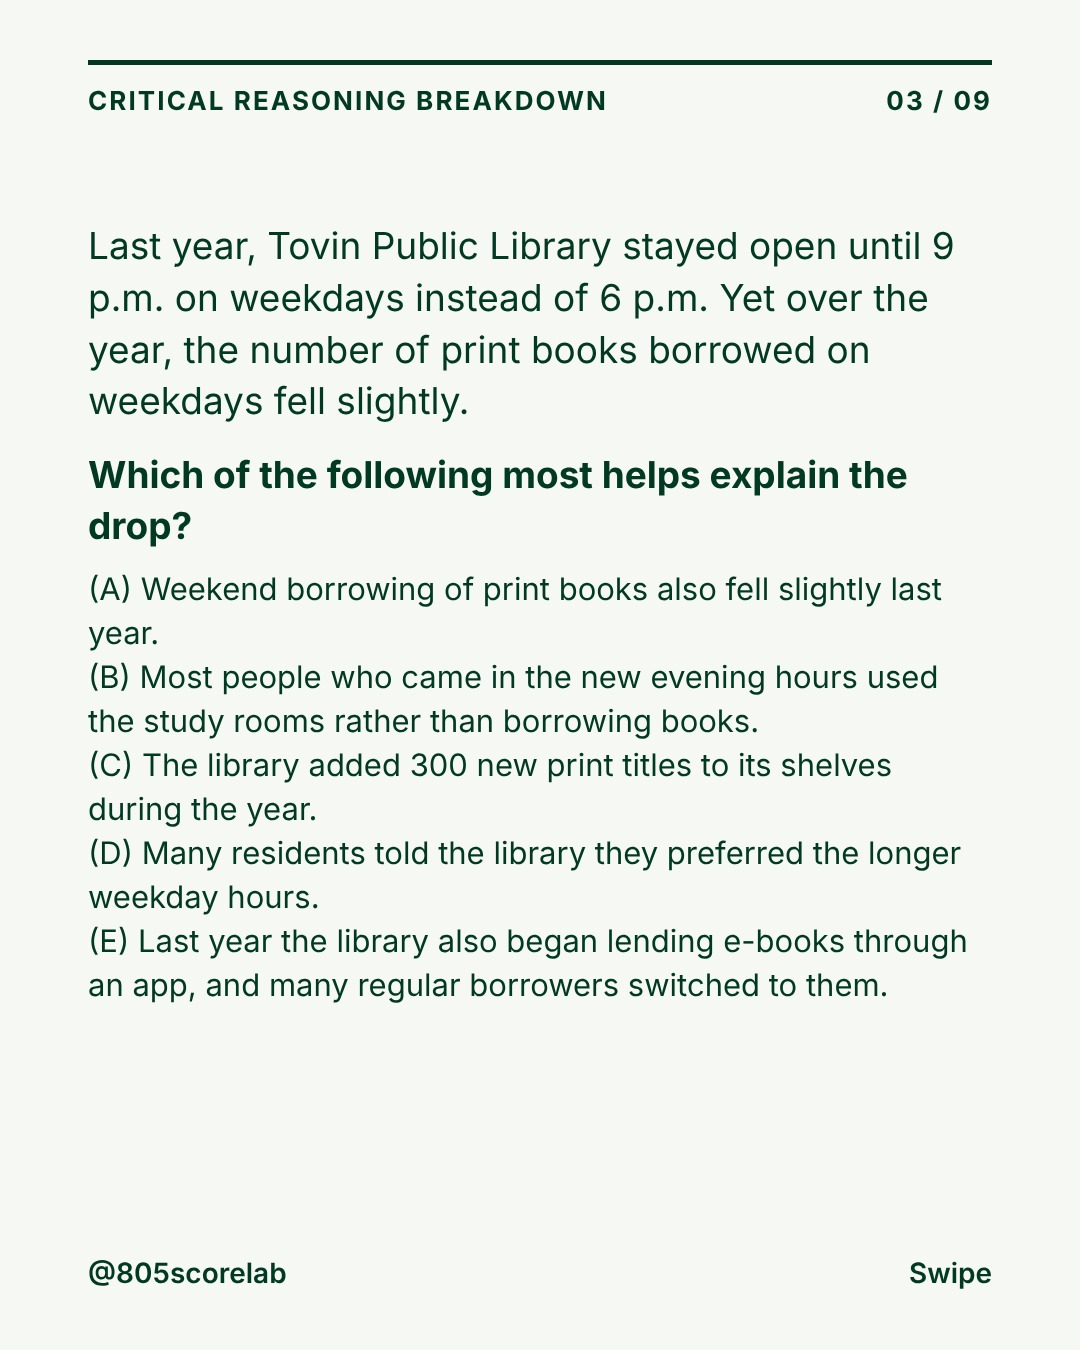 CRITICAL REASONING BREAKDOWN
03 / 09
Last year, Tovin Public Library stayed open until 9
p.m. on weekdays instead of 6 p.m. Yet over the
year, the number of print books borrowed on
weekdays fell slightly.
Which of the following most helps explain the
drop?
(A) Weekend borrowing of print books also fell slightly last
year.
(B) Most people who came in the new evening hours used
the study rooms rather than borrowing books.
(C) The library added 300 new print titles to its shelves
during the year.
(D) Many residents told the library they preferred the longer
weekday hours.
(E) Last year the library also began lending e-books through
an app, and many regular borrowers switched to them.
@805scorelab
Swipe